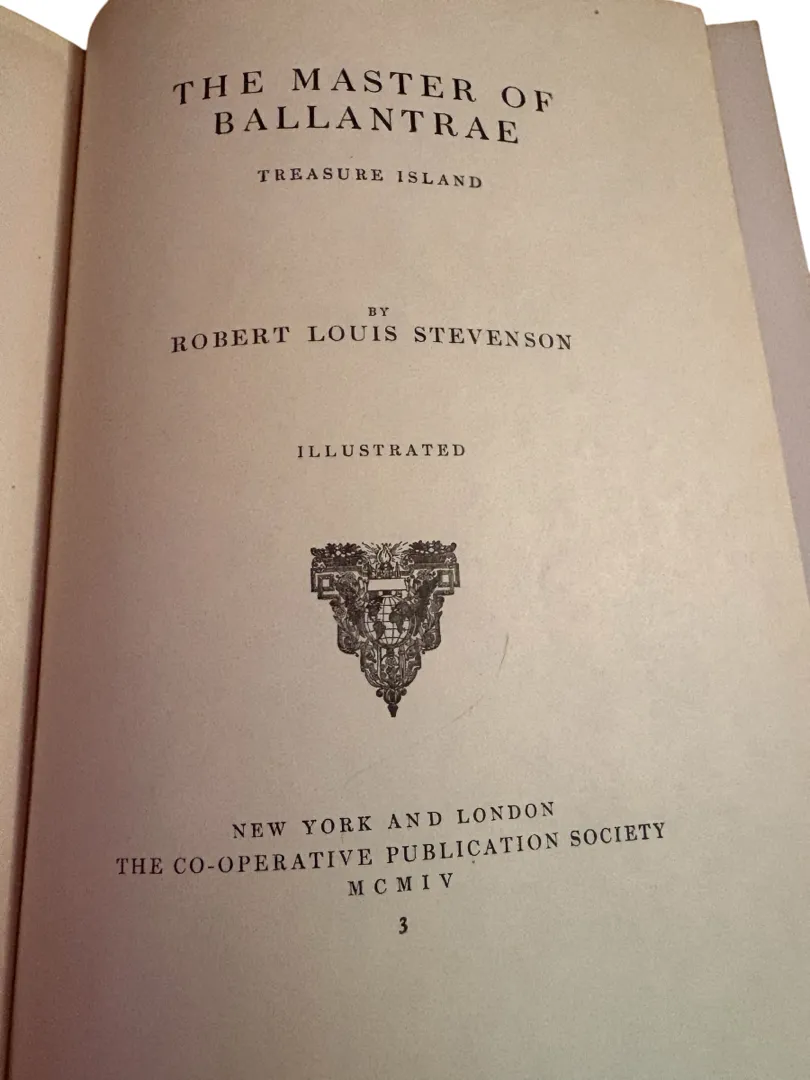 THE MASTER OF
BALLANTRAE
TREASURE ISLAND
BY
ROBERT LOUIS STEVENSON
ILLUSTRATED
NEW YORK AND LONDON
THE CO-OPERATIVE PUBLICATION SOCIETY
MCMIV
3